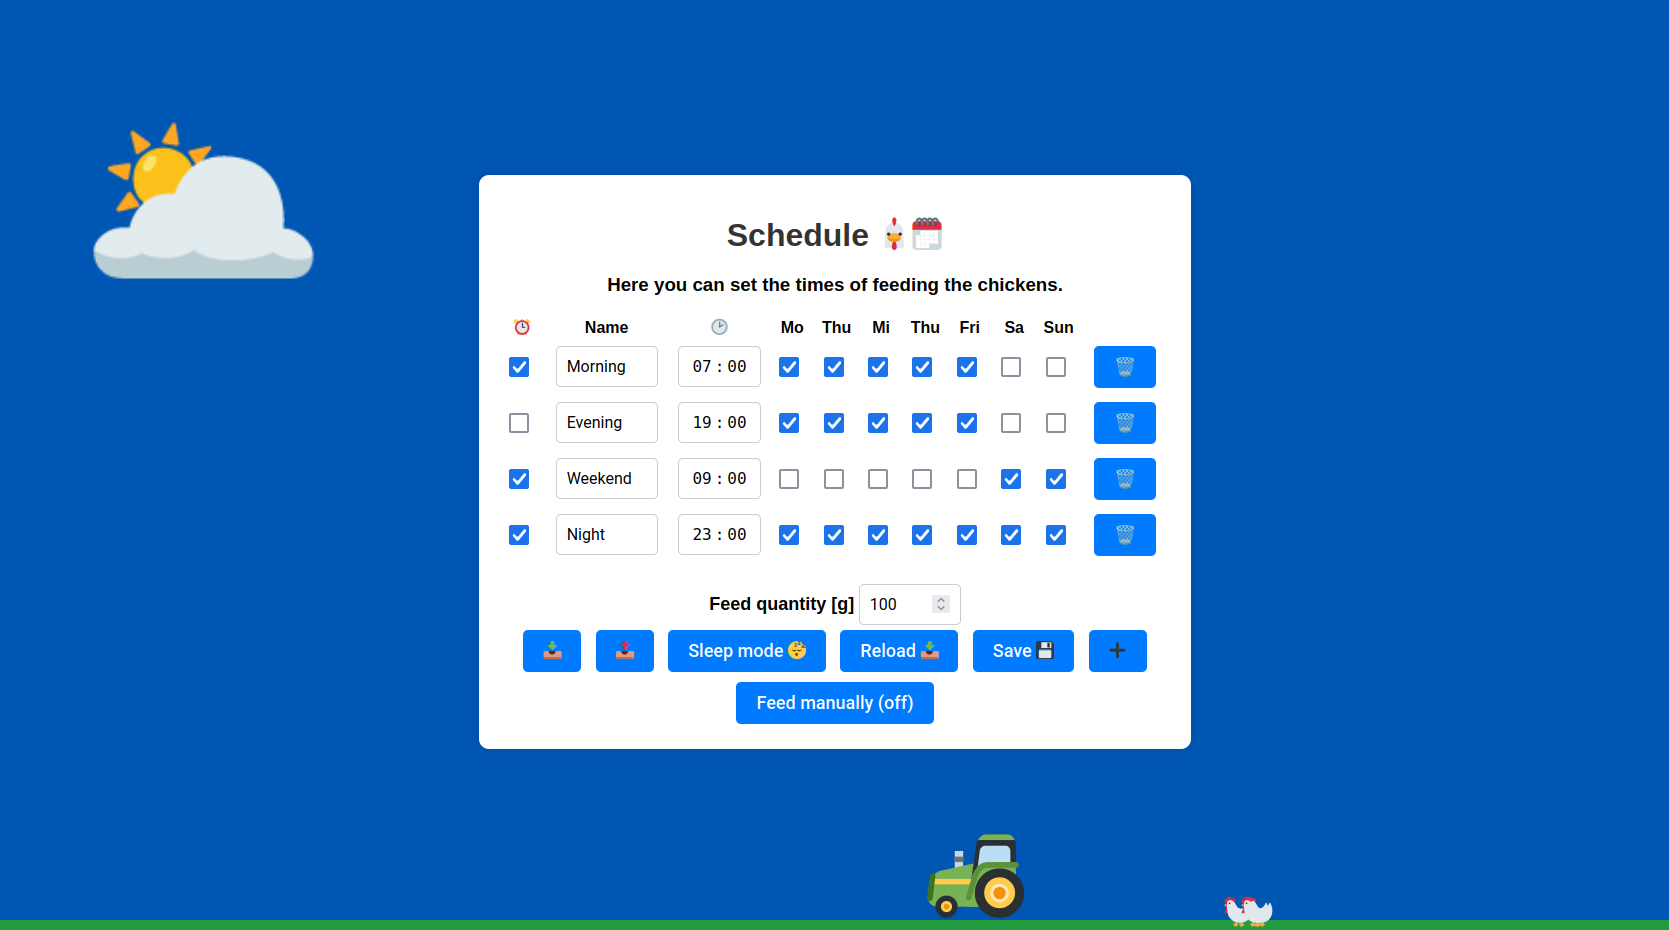 Schedule
Here you can set the times of feeding the chickens.
Name Mo Thu Mi Thu Fri Sa Sun
Morning 07:00
Evening 19:00
Weekend 09:00
Night 23:00
Feed quantity [g] 100
Sleep mode Reload Save
Feed manually (off)